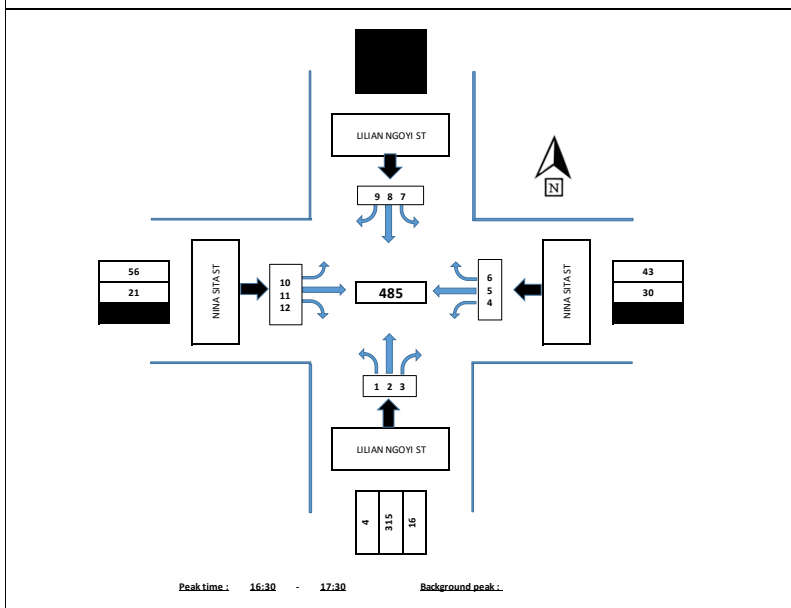 LILIAN NGOYI ST
N
9 8 7
56
21
NINA SITA ST
10
11
12
485
6
5
4
NINA SITA ST
43
30
1 2 3
LILIAN NGOYI ST
4 315 16
Peak time : 16:30 - 17:30 Background peak :